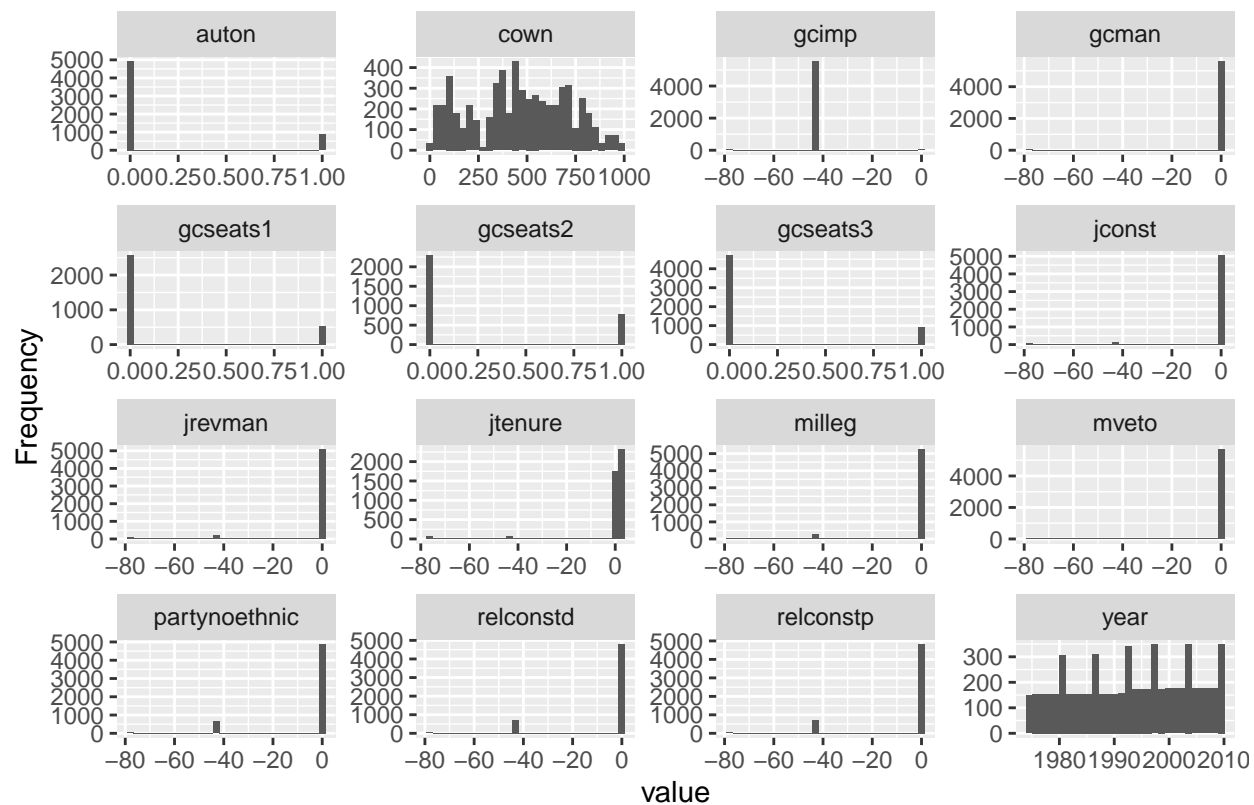 auton cown gcimp gcman
5000 4000 3000 2000 1000 0
400 300 200 100 0
4000 2000 0
4000 2000 0
0.00 0.25 0.50 0.75 1.00
0 250 500 750 1000
−80 −60 −40 −20 0
−80 −60 −40 −20 0
gcseats1 gcseats2 gcseats3 jconst
2000 1000 0
2000 1500 1000 500 0
4000 3000 2000 1000 0
5000 4000 3000 2000 1000 0
0.00 0.25 0.50 0.75 1.00
0.00 0.25 0.50 0.75 1.00
0.00 0.25 0.50 0.75 1.00
−80 −60 −40 −20 0
Frequency
jrevman jtenure milleg mveto
5000 4000 3000 2000 1000 0
2000 1500 1000 500 0
5000 4000 3000 2000 1000 0
4000 2000 0
−80 −60 −40 −20 0
−80 −60 −40 −20 0
−80 −60 −40 −20 0
−80 −60 −40 −20 0
partynoethnic relconstd relconstp year
5000 4000 3000 2000 1000 0
5000 4000 3000 2000 1000 0
5000 4000 3000 2000 1000 0
300 200 100 0
−80 −60 −40 −20 0
−80 −60 −40 −20 0
−80 −60 −40 −20 0
1980 1990 2000 2010
value